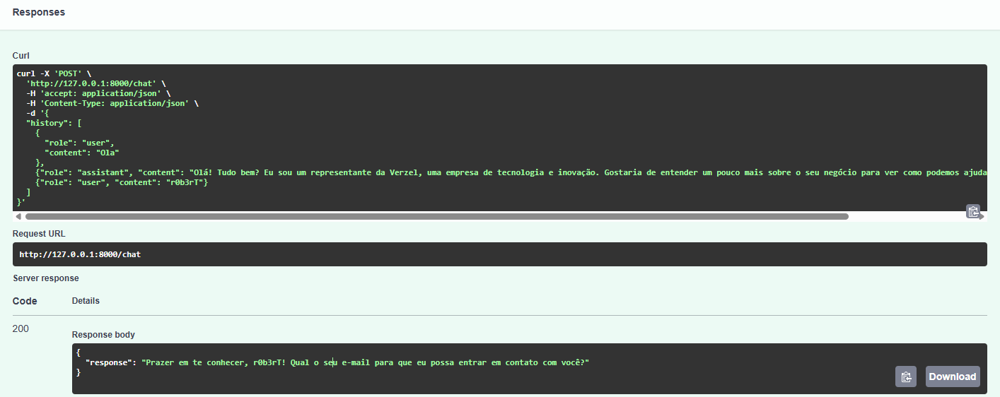 Responses
Curl
curl -X 'POST' \
  'http://127.0.0.1:8000/chat' \
  -H 'accept: application/json' \
  -H 'Content-Type: application/json' \
  -d '{
  "history": [
    {
      "role": "user",
      "content": "Ola"
    },
    {"role": "assistant", "content": "Olá! Tudo bem? Eu sou um representante da Verzel, uma empresa de tecnologia e inovação. Gostaria de entender um pouco mais sobre o seu negócio para ver como podemos ajuda
    {"role": "user", "content": "r0b3rT"}
  ]
}'
Request URL
http://127.0.0.1:8000/chat
Server response
Code Details
200
Response body
{
  "response": "Prazer em te conhecer, r0b3rT! Qual o seu e-mail para que eu possa entrar em contato com você?"
}
Download